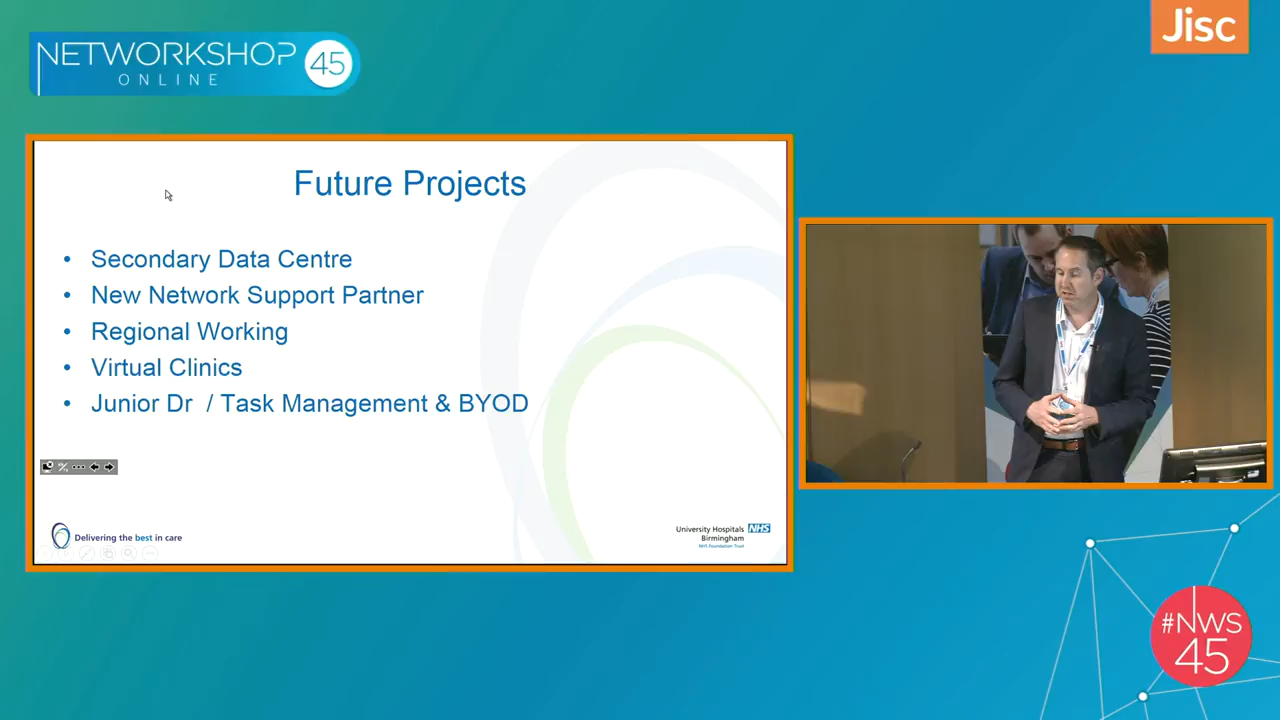 NETWORKSHOP
ONLINE
45
Jisc
Future Projects
• Secondary Data Centre
• New Network Support Partner
• Regional Working
• Virtual Clinics
• Junior Dr / Task Management & BYOD
Delivering the best in care
University Hospitals NHS
Birmingham
NHS Foundation Trust
#NWS
45